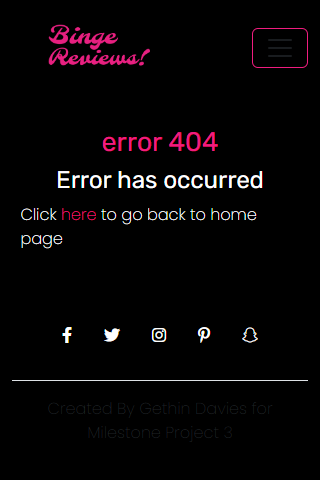 Binge
Reviews!
error 404
Error has occurred
Click here to go back to home
page
Created By Gethin Davies for
Milestone Project 3